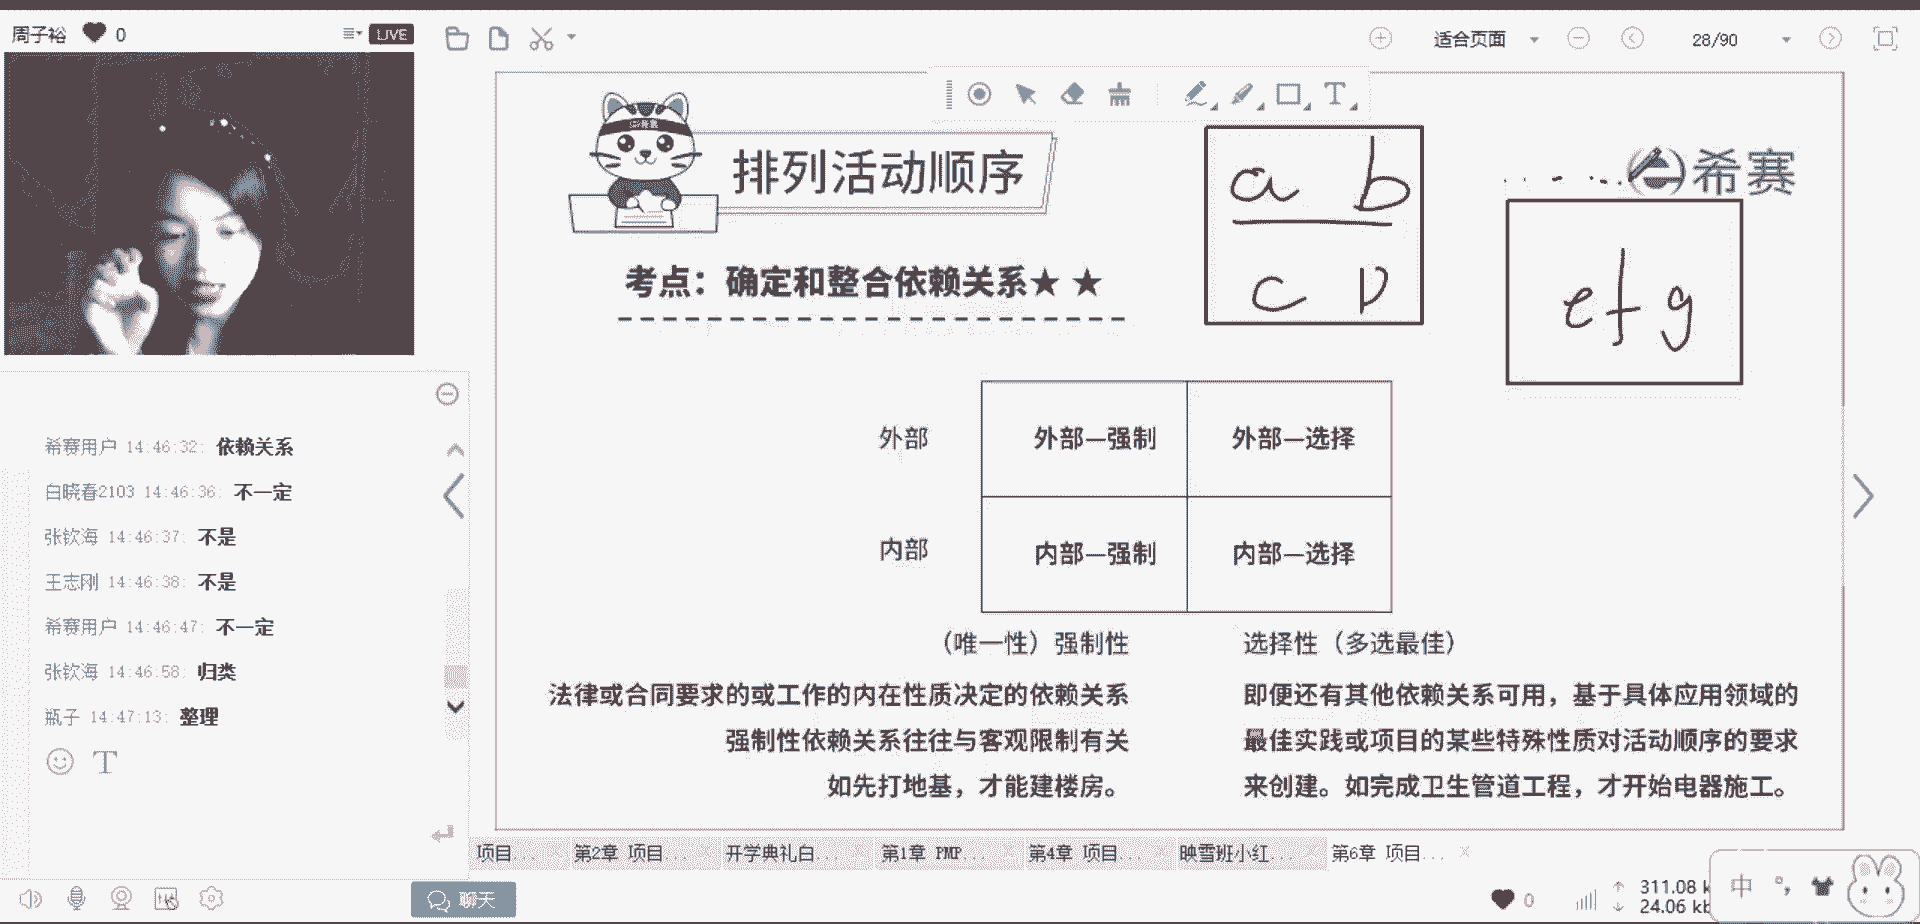 周子裕 0 LIVE
适合页面 28/90
排列活动顺序
希赛
a b
c D
e f g
考点：确定和整合依赖关系★ ★
外部 外部—强制 外部—选择
内部 内部—强制 内部—选择
（唯一性）强制性
法律或合同要求的或工作的内在性质决定的依赖关系
强制性依赖关系往往与客观限制有关
如先打地基，才能建楼房。
选择性（多选最佳）
即便还有其他依赖关系可用，基于具体应用领域的
最佳实践或项目的某些特殊性质对活动顺序的要求
来创建。如完成卫生管道工程，才开始电器施工。
希赛用户 14:46:32: 依赖关系
白晓春2103 14:46:36: 不一定
张钦海 14:46:37: 不是
王志刚 14:46:38: 不是
希赛用户 14:46:47: 不一定
张钦海 14:46:58: 归类
瓶子 14:47:13: 整理
T
项目... 第2章 项目... 开学典礼白... 第1章 PMP... 第4章 项目... 映雪班小红... 第6章 项目...
聊天
0
311.08 k
24.06 kb
中